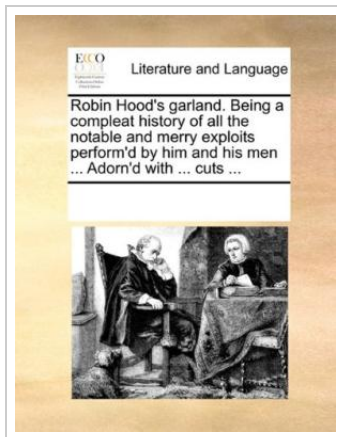 ECCO
Literature and Language
Robin Hood's garland. Being a
compleat history of all the
notable and merry exploits
perform'd by him and his men
... Adorn'd with ... cuts ...